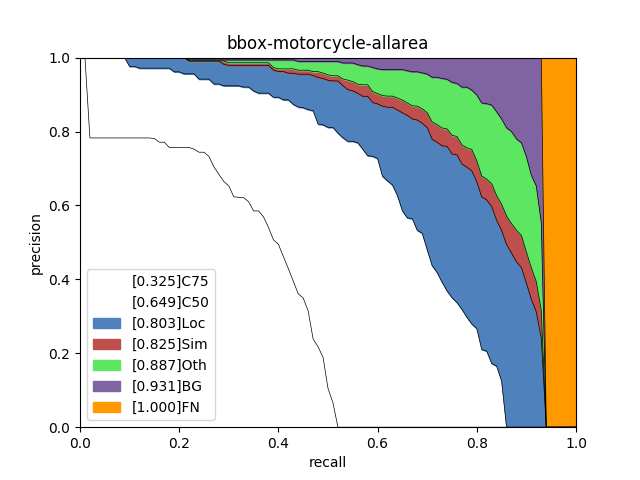 bbox-motorcycle-allarea
1.0
0.8
0.6
0.4
0.2
0.0
precision
[0.325]C75
[0.649]C50
[0.803]Loc
[0.825]Sim
[0.887]Oth
[0.931]BG
[1.000]FN
0.0 0.2 0.4 0.6 0.8 1.0
recall